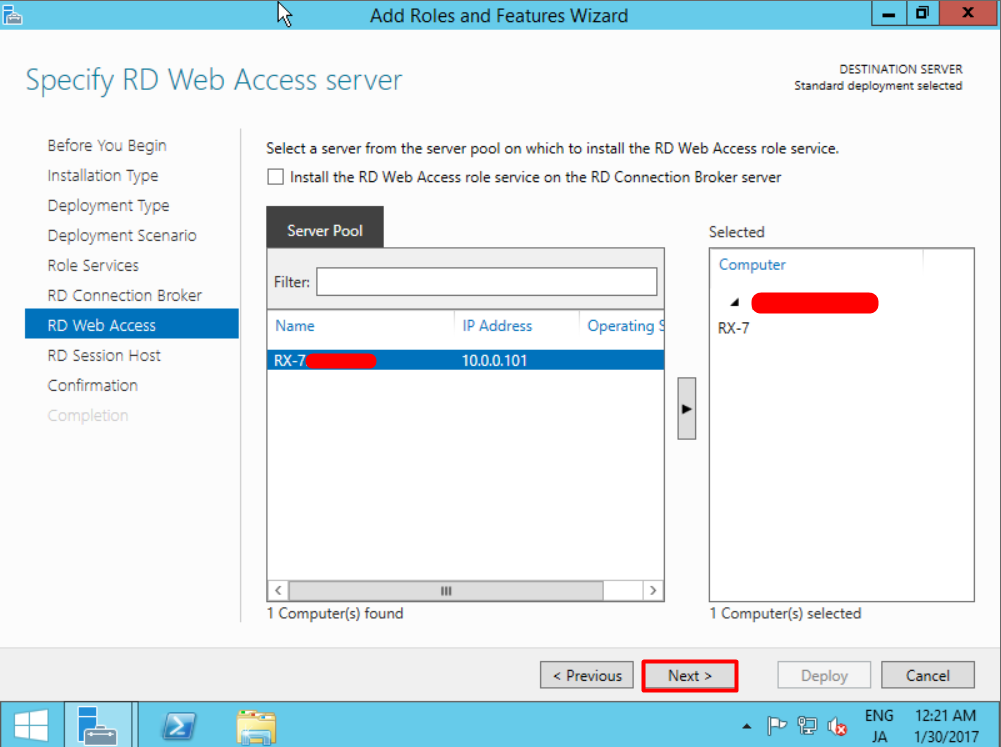 Add Roles and Features Wizard
Specify RD Web Access server
DESTINATION SERVER
Standard deployment selected
Before You Begin
Installation Type
Deployment Type
Deployment Scenario
Role Services
RD Connection Broker
RD Web Access
RD Session Host
Confirmation
Completion
Select a server from the server pool on which to install the RD Web Access role service.
Install the RD Web Access role service on the RD Connection Broker server
Server Pool
Filter:
Name IP Address Operating S
RX-7 10.0.0.101
1 Computer(s) found
Selected
Computer
RX-7
1 Computer(s) selected
< Previous Next > Deploy Cancel
ENG 12:21 AM
JA 1/30/2017